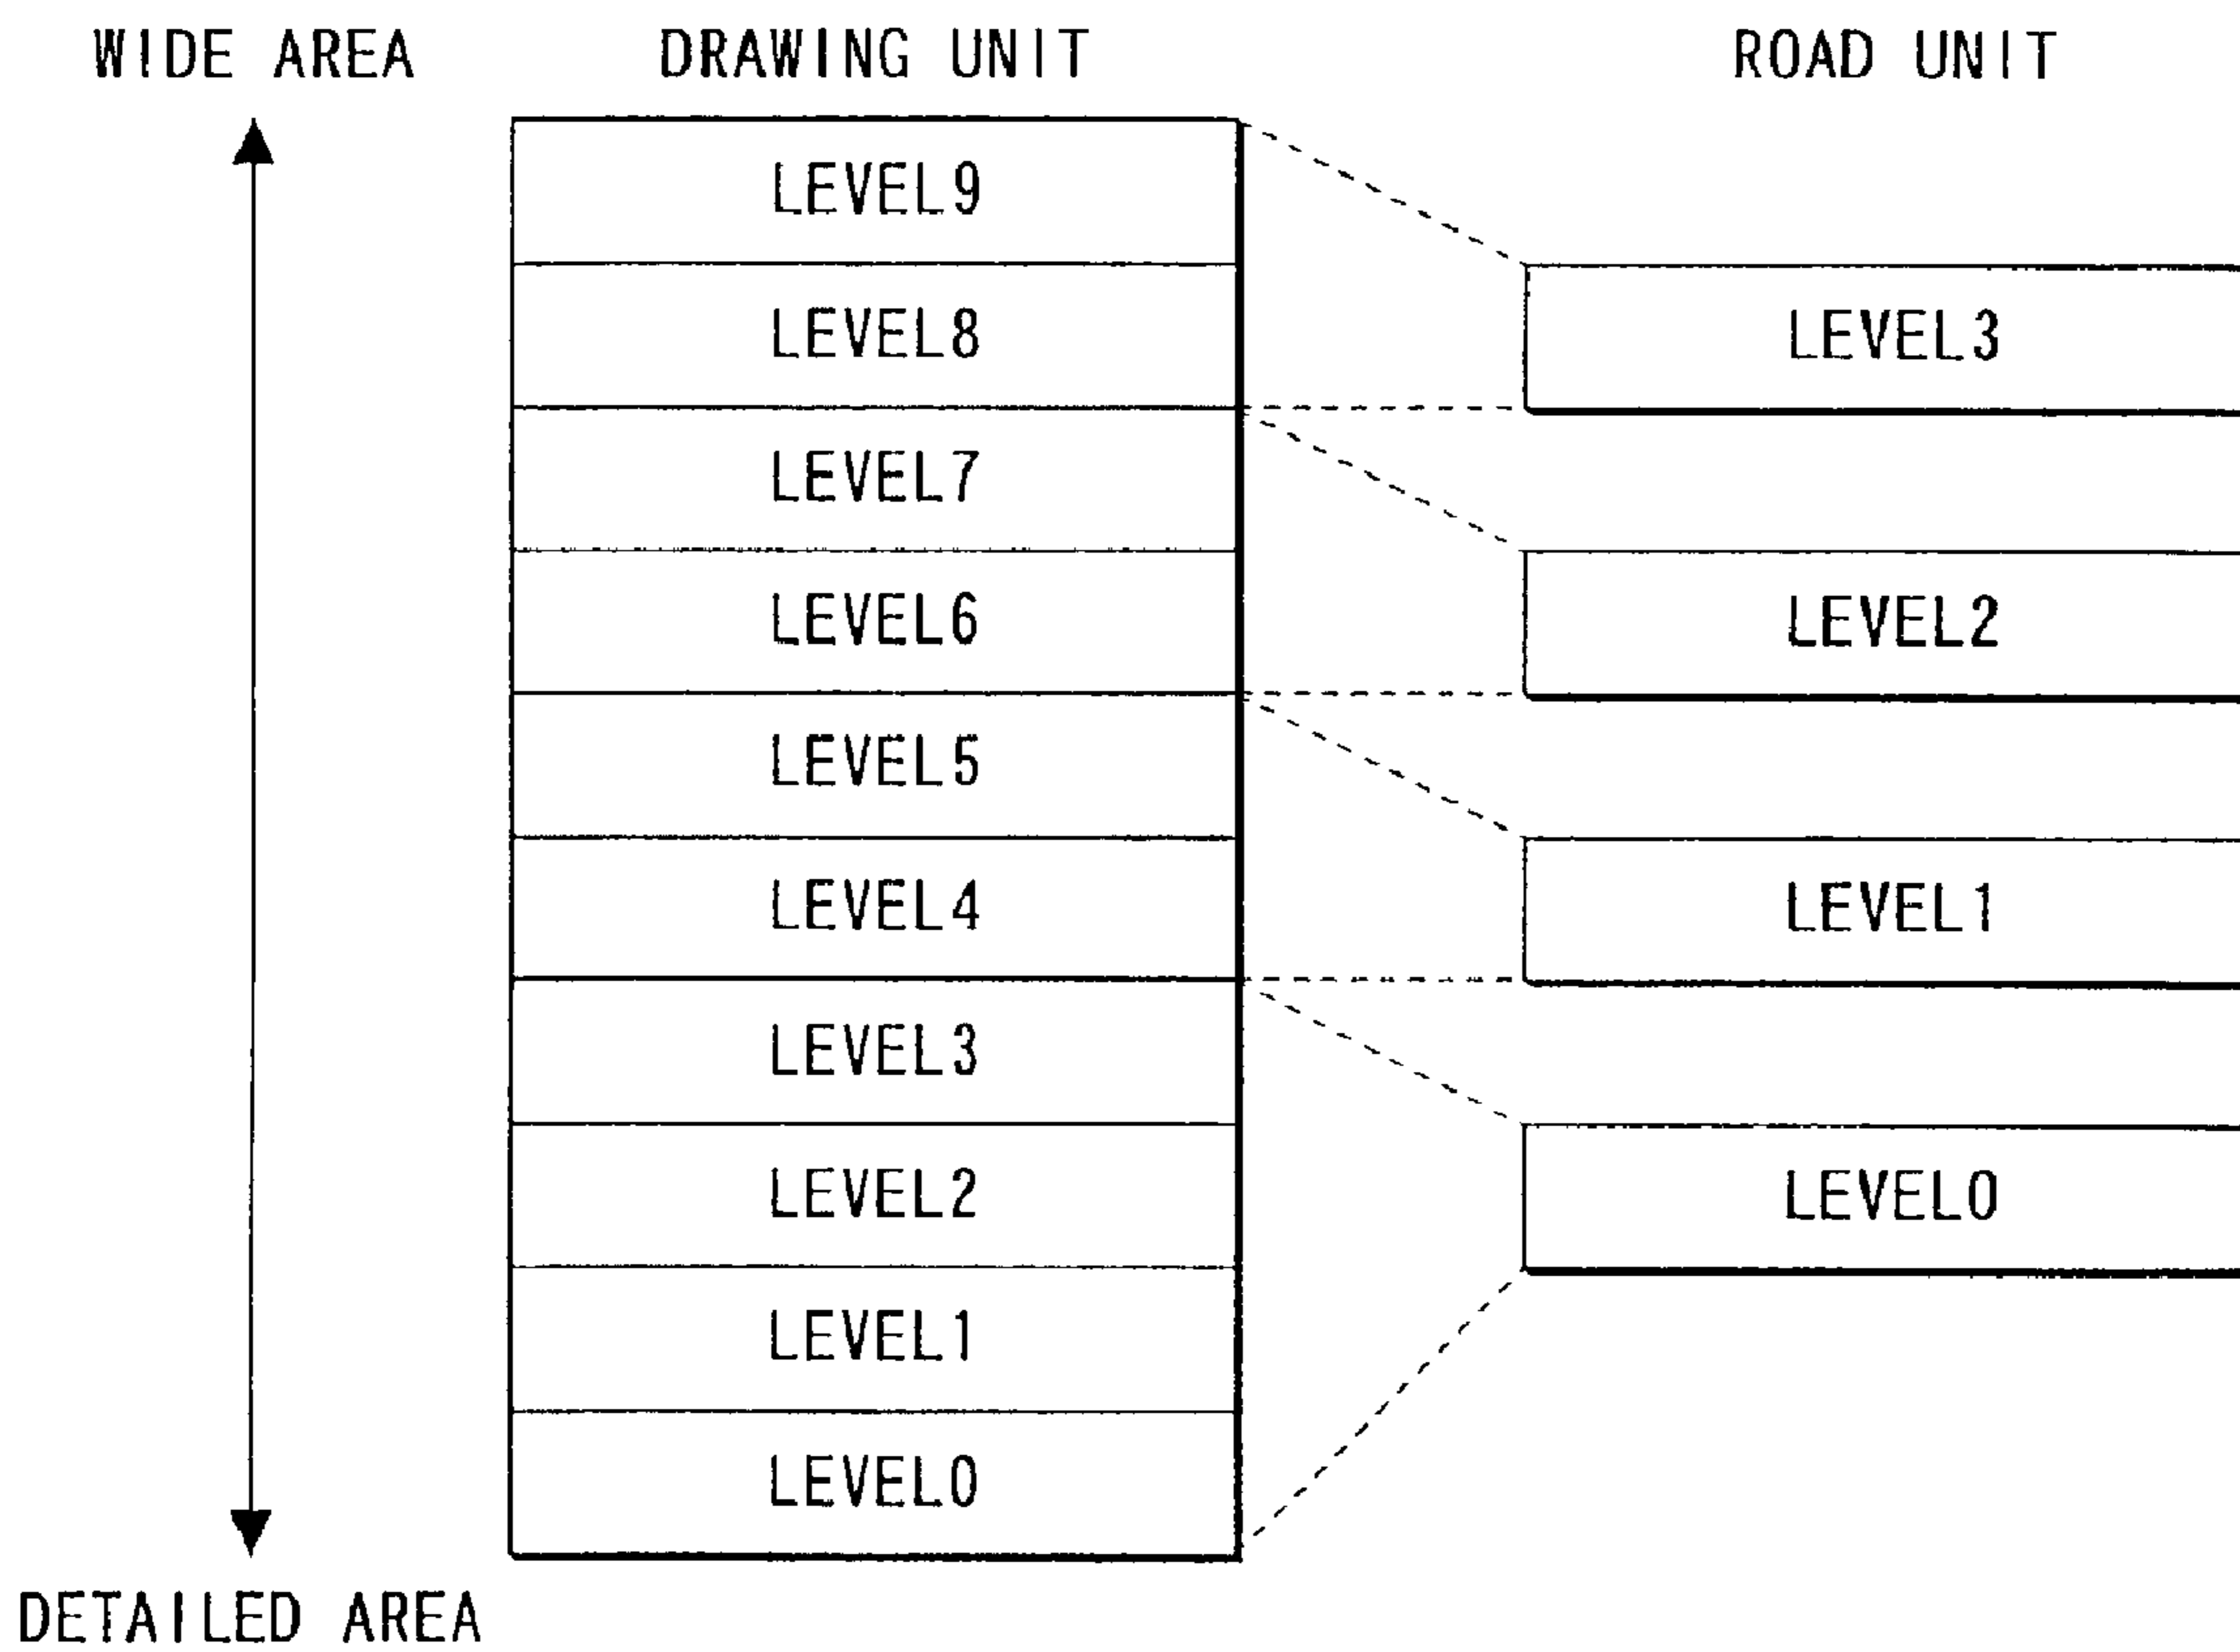 WIDE AREA
DRAWING UNIT
ROAD UNIT
LEVEL9
LEVEL8
LEVEL7
LEVEL6
LEVEL5
LEVEL4
LEVEL3
LEVEL2
LEVEL1
LEVEL0
LEVEL3
LEVEL2
LEVEL1
LEVEL0
DETAILED AREA